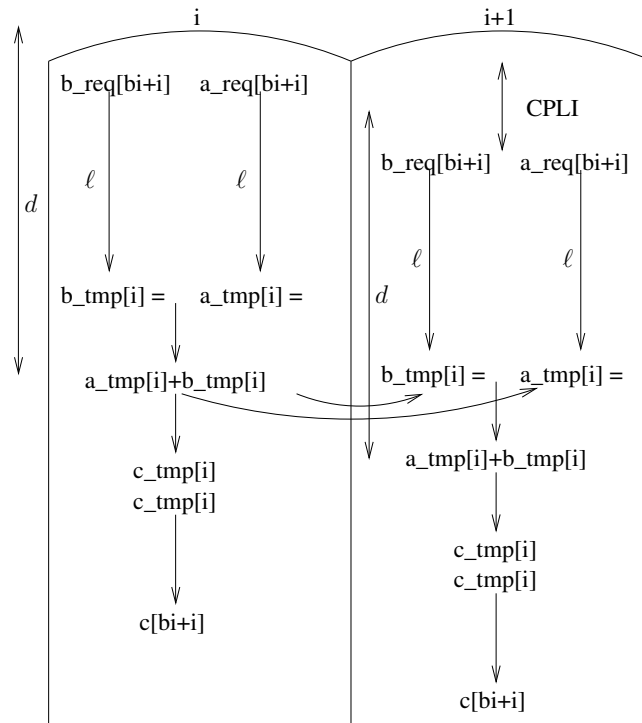 i
b_req[bi+i] a_req[bi+i]
ℓ ℓ
d
b_tmp[i] = a_tmp[i] =
a_tmp[i]+b_tmp[i]
c_tmp[i]
c_tmp[i]
c[bi+i]
i+1
CPLI
b_req[bi+i] a_req[bi+i]
ℓ ℓ
d
b_tmp[i] = a_tmp[i] =
a_tmp[i]+b_tmp[i]
c_tmp[i]
c_tmp[i]
c[bi+i]